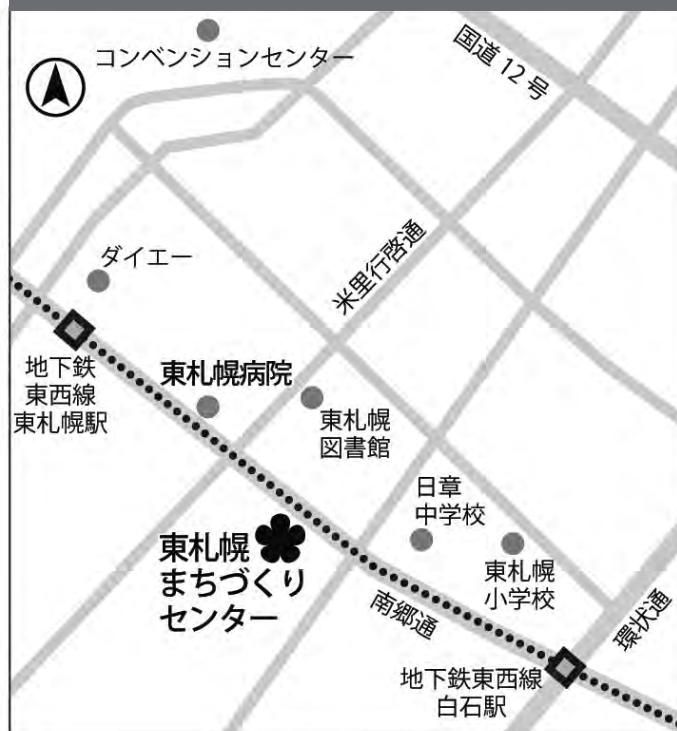 コンベンションセンター
国道12号
ダイエー
米里行啓通
地下鉄
東西線
東札幌駅
東札幌病院
東札幌
図書館
日章
中学校
東札幌
小学校
東札幌
まちづくり
センター
南郷通
環状通
地下鉄東西線
白石駅